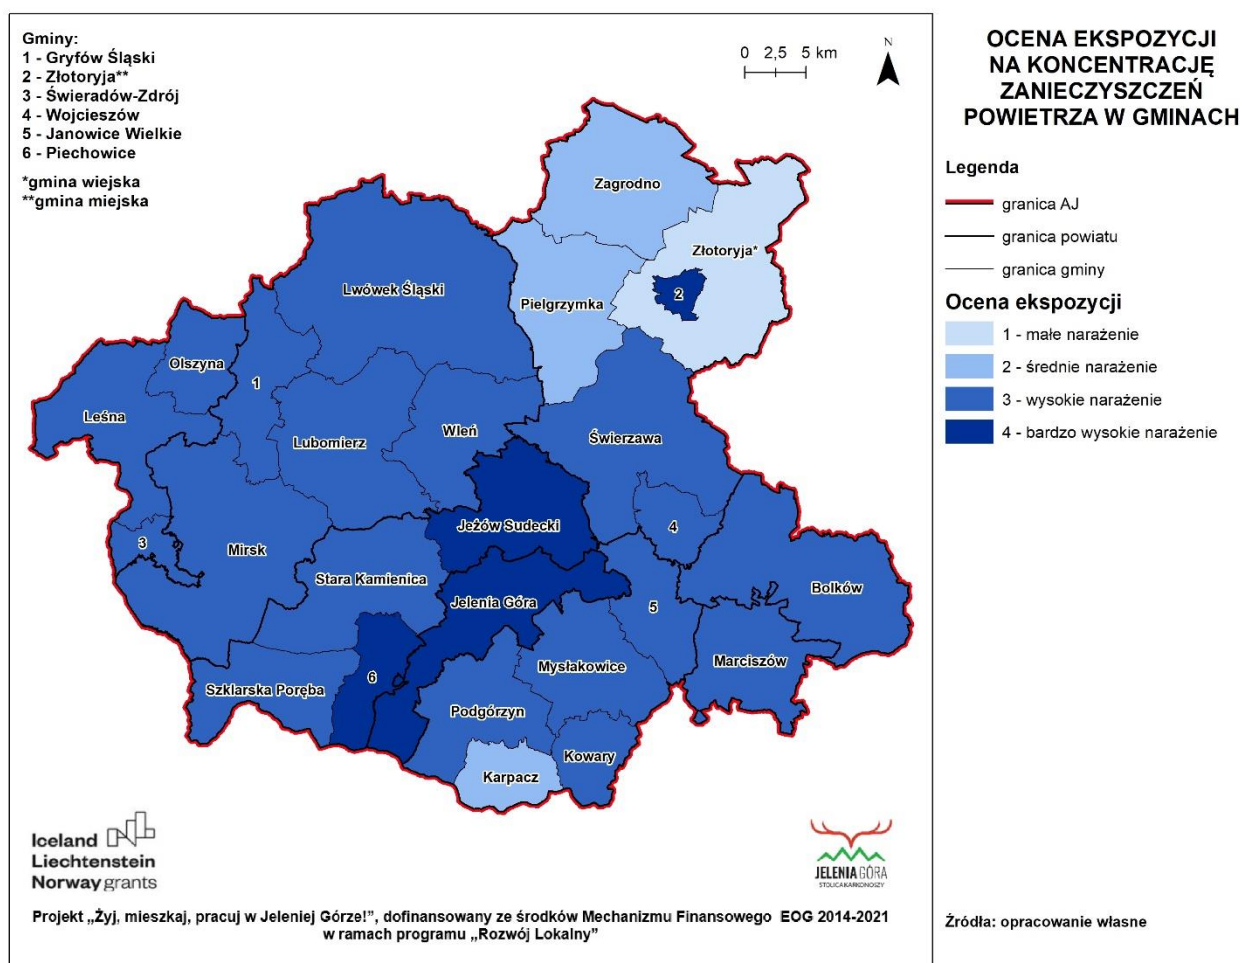 Gminy:
1 - Gryfów Śląski
2 - Złotoryja**
3 - Świeradów-Zdrój
4 - Wojcieszów
5 - Janowice Wielkie
6 - Piechowice
*gmina wiejska
**gmina miejska
0 2,5 5 km
N
OCENA EKSPOZYCJI
NA KONCENTRACJĘ
ZANIECZYSZCZEŃ
POWIETRZA W GMINACH
Legenda
granica AJ
granica powiatu
granica gminy
Ocena ekspozycji
1 - małe narażenie
2 - średnie narażenie
3 - wysokie narażenie
4 - bardzo wysokie narażenie
Zagrodno
Złotoryja*
2
Pielgrzymka
Lwówek Śląski
Olszyna
1
Leśna
Lubomierz
Wleń
Świerzawa
Jeżów Sudecki
4
3
Mirsk
Stara Kamienica
Jelenia Góra
5
Bolków
Mysłakowice
Marciszów
6
Szklarska Poręba
Podgórzyn
Kowary
Karpacz
Iceland
Liechtenstein
Norway grants
JELENIA GÓRA
STOLICA KARKONOSZY
Projekt „Żyj, mieszkaj, pracuj w Jeleniej Górze!”, dofinansowany ze środków Mechanizmu Finansowego EOG 2014-2021
w ramach programu „Rozwój Lokalny”
Źródła: opracowanie własne